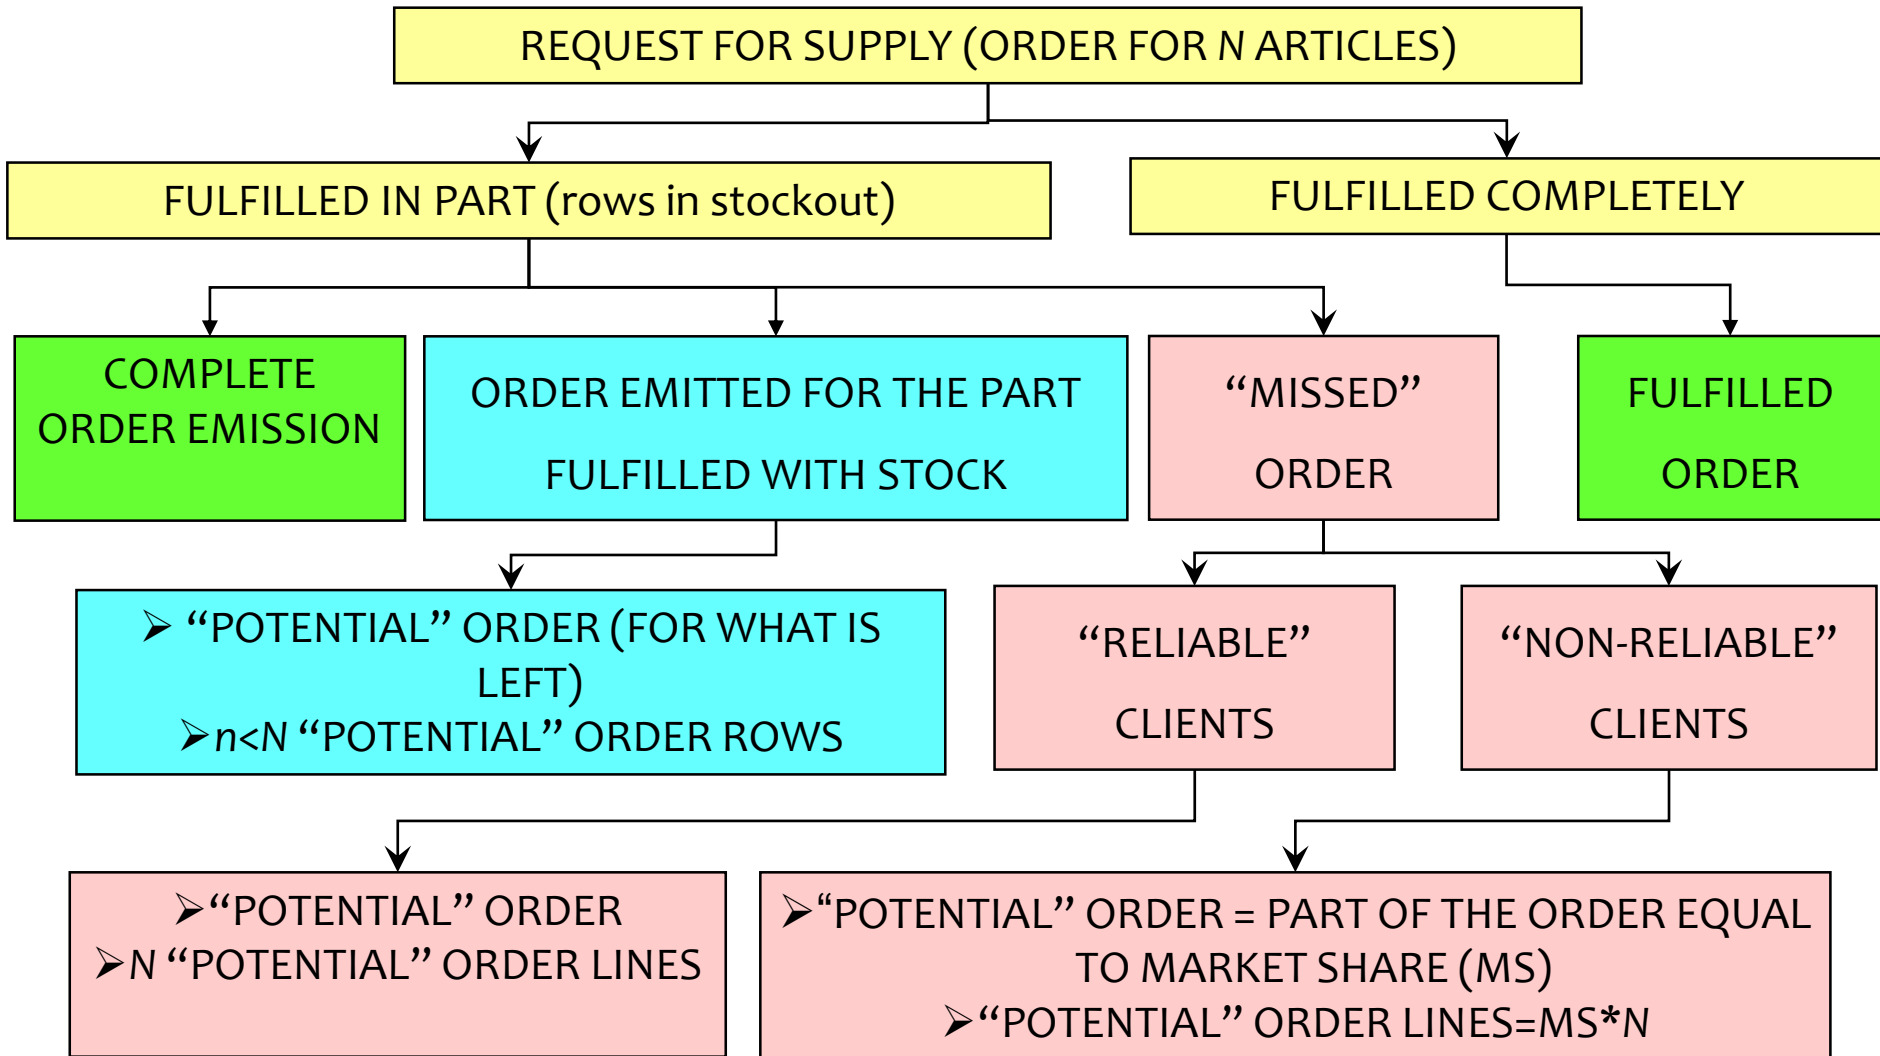 REQUEST FOR SUPPLY (ORDER FOR N ARTICLES)
FULFILLED IN PART (rows in stockout)
FULFILLED COMPLETELY
COMPLETE
ORDER EMISSION
ORDER EMITTED FOR THE PART
FULFILLED WITH STOCK
“MISSED”
ORDER
FULFILLED
ORDER
➢ “POTENTIAL” ORDER (FOR WHAT IS
LEFT)
➢n<N “POTENTIAL” ORDER ROWS
“RELIABLE”
CLIENTS
“NON-RELIABLE”
CLIENTS
➢“POTENTIAL” ORDER
➢N “POTENTIAL” ORDER LINES
➢“POTENTIAL” ORDER = PART OF THE ORDER EQUAL
TO MARKET SHARE (MS)
➢“POTENTIAL” ORDER LINES=MS*N